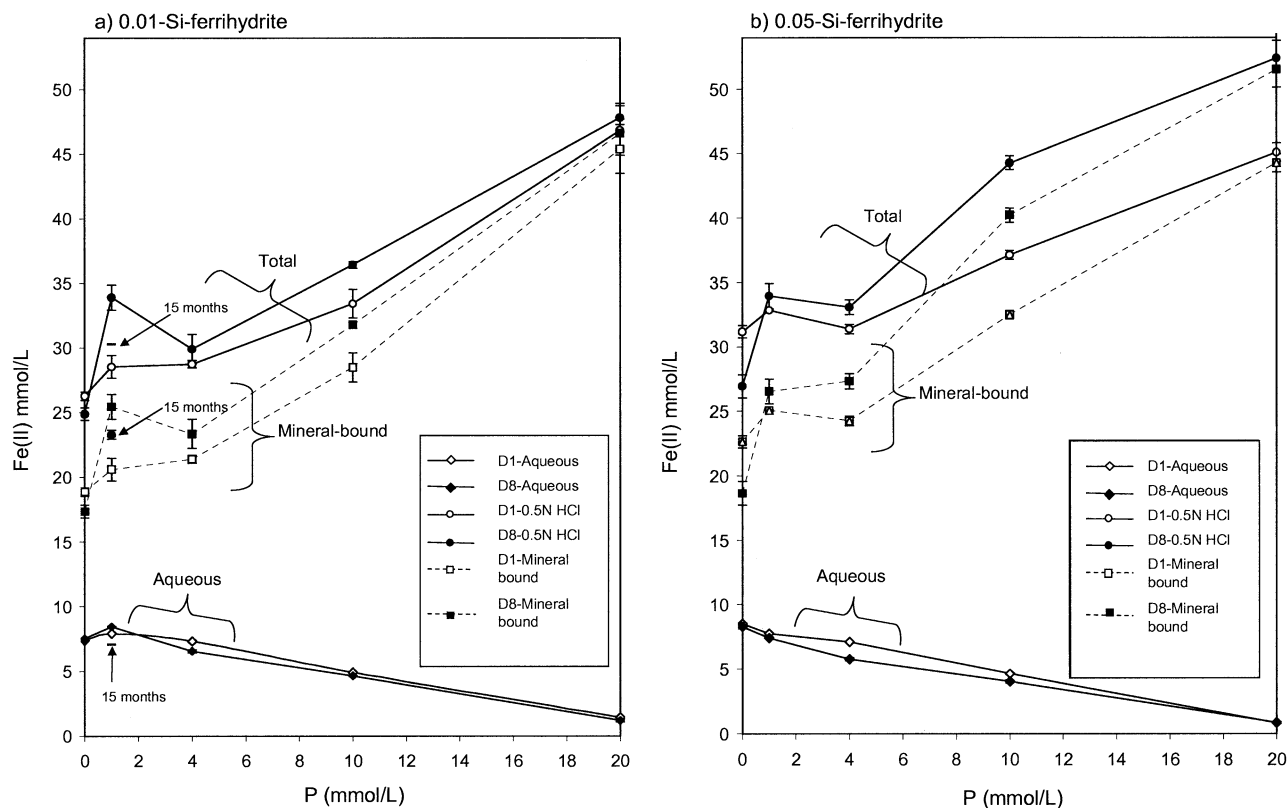 a) 0.01-Si-ferrihydrite
Fe(II) mmol/L
50
45
40
35
30
25
20
15
10
5
0
Total
15 months
15 months
Mineral-bound
Aqueous
15 months
D1-Aqueous
D8-Aqueous
D1-0.5N HCl
D8-0.5N HCl
D1-Mineral
bound
D8-Mineral
bound
0 2 4 6 8 10 12 14 16 18 20
P (mmol/L)
b) 0.05-Si-ferrihydrite
Fe(II) mmol/L
50
45
40
35
30
25
20
15
10
5
0
Total
Mineral-bound
Aqueous
D1-Aqueous
D8-Aqueous
D1-0.5N HCl
D8-0.5N HCl
D1-Mineral
bound
D8-Mineral
bound
0 2 4 6 8 10 12 14 16 18 20
P (mmol/L)